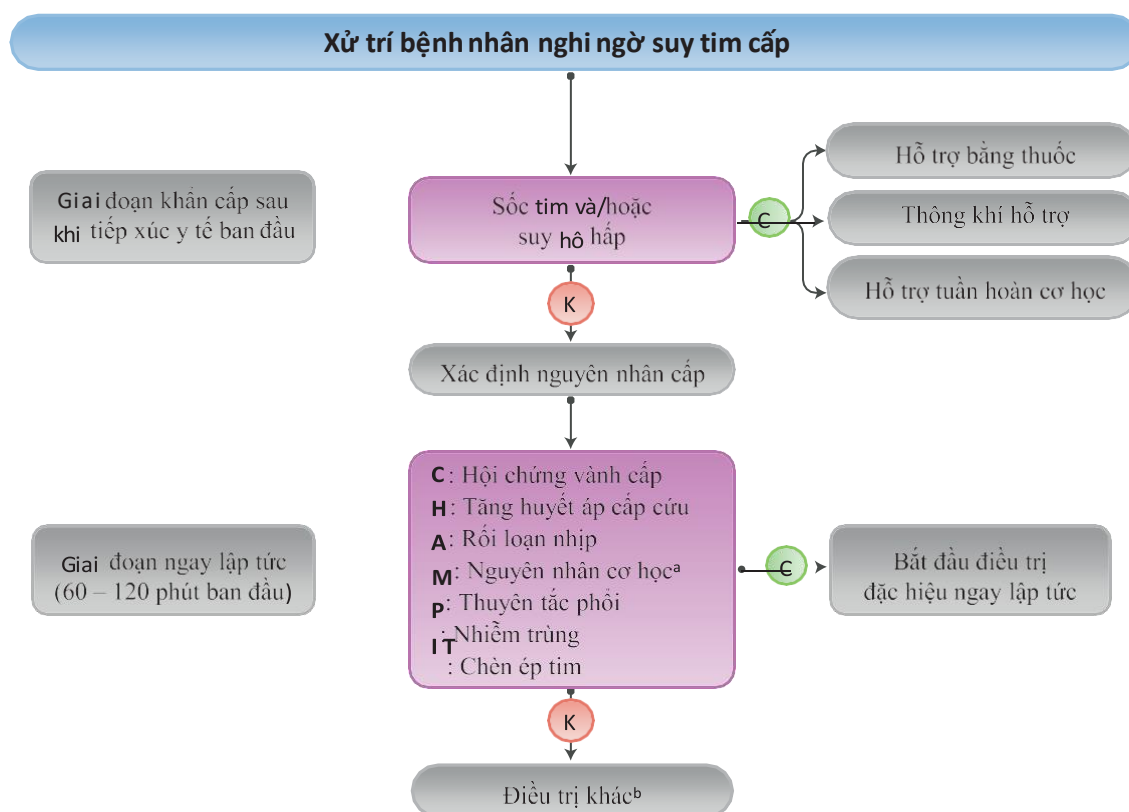 Xử trí bệnh nhân nghi ngờ suy tim cấp
Giai đoạn khẩn cấp sau
khi tiếp xúc y tế ban đầu
Sốc tim và/hoặc
suy hô hấp
C
Hỗ trợ bằng thuốc
Thông khí hỗ trợ
Hỗ trợ tuần hoàn cơ học
K
Xác định nguyên nhân cấp
Giai đoạn ngay lập tức
(60 – 120 phút ban đầu)
C: Hội chứng vành cấp
H: Tăng huyết áp cấp cứu
A: Rối loạn nhịp
M: Nguyên nhân cơ họcᵃ
P: Thuyên tắc phổi
I T: Nhiễm trùng
: Chèn ép tim
C
Bắt đầu điều trị
đặc hiệu ngay lập tức
K
Điều trị khácᵇ